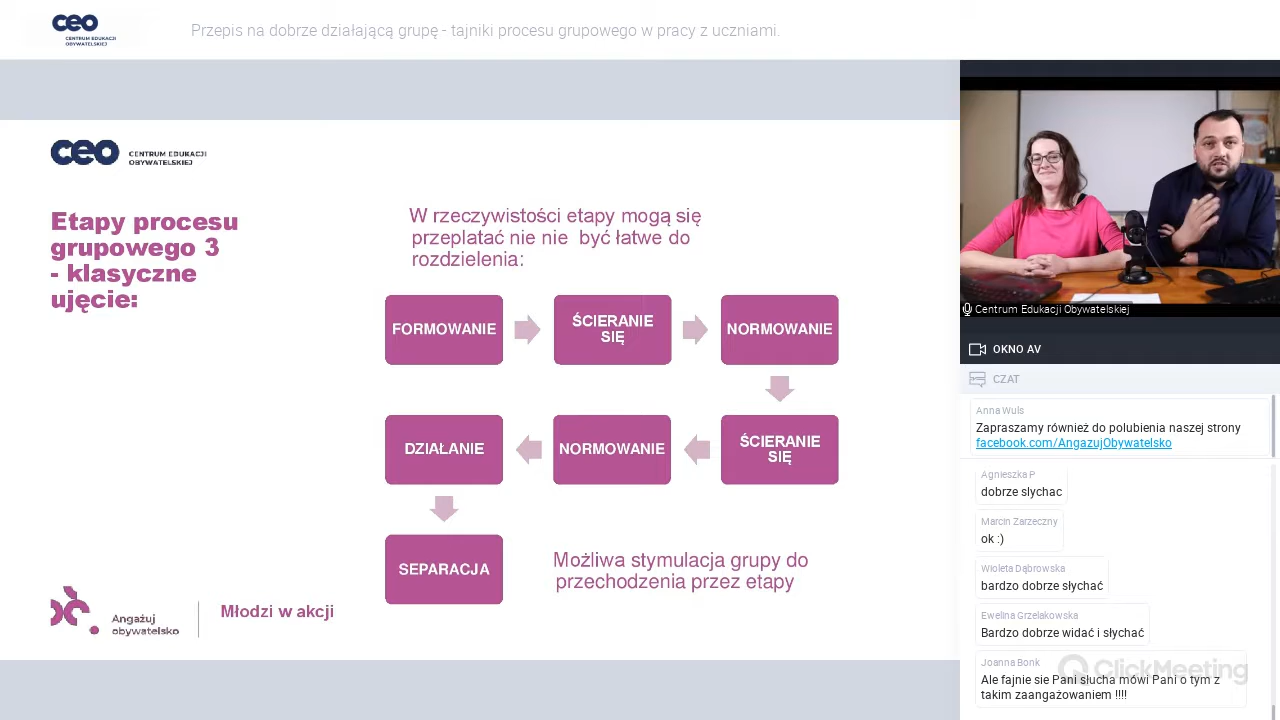 ceo
CENTRUM EDUKACJI
OBYWATELSKIEJ
Przepis na dobrze działającą grupę - tajniki procesu grupowego w pracy z uczniami.
ceo
CENTRUM EDUKACJI
OBYWATELSKIEJ
Etapy procesu
grupowego 3
- klasyczne
ujęcie:
W rzeczywistości etapy mogą się
przeplatać nie nie być łatwe do
rozdzielenia:
FORMOWANIE
ŚCIERANIE
SIĘ
NORMOWANIE
DZIAŁANIE
NORMOWANIE
ŚCIERANIE
SIĘ
SEPARACJA
Możliwa stymulacja grupy do
przechodzenia przez etapy
Angażuj
obywatelsko
Młodzi w akcji
Centrum Edukacji Obywatelskiej
OKNO AV
CZAT
Anna Wuls
Zapraszamy również do polubienia naszej strony
facebook.com/AngazujObywatelsko
Agnieszka P
dobrze slychac
Marcin Zarzeczny
ok :)
Wioleta Dąbrowska
bardzo dobrze słychać
Ewelina Grzelakowska
Bardzo dobrze widać i słychać
Joanna Bonk
Ale fajnie sie Pani słucha mówi Pani o tym z
takim zaangażowaniem !!!!
ClickMeeting